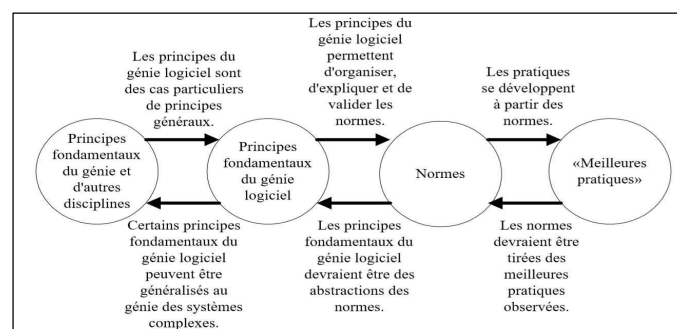 Les principes du
génie logiciel sont
des cas particuliers
de principes
généraux.
Les principes du
génie logiciel
permettent
d'organiser,
d'expliquer et de
valider les
normes.
Les pratiques
se développent
à partir des
normes.
Principes
fondamentaux
du génie et
d'autres
disciplines
Principes
fondamentaux
du génie
logiciel
Normes
«Meilleures
pratiques»
Certains principes
fondamentaux du
génie logiciel
peuvent être
généralisés au
génie des systèmes
complexes.
Les principes
fondamentaux du
génie logiciel
devraient être des
abstractions des
normes.
Les normes
devraient être
tirées des
meilleures
pratiques
observées.